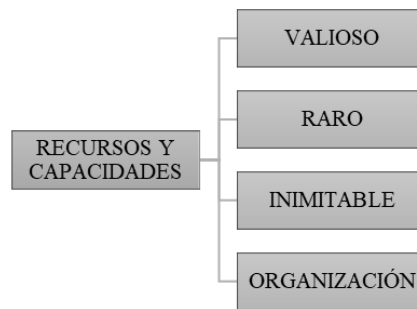 RECURSOS Y
CAPACIDADES
VALIOSO
RARO
INIMITABLE
ORGANIZACIÓN